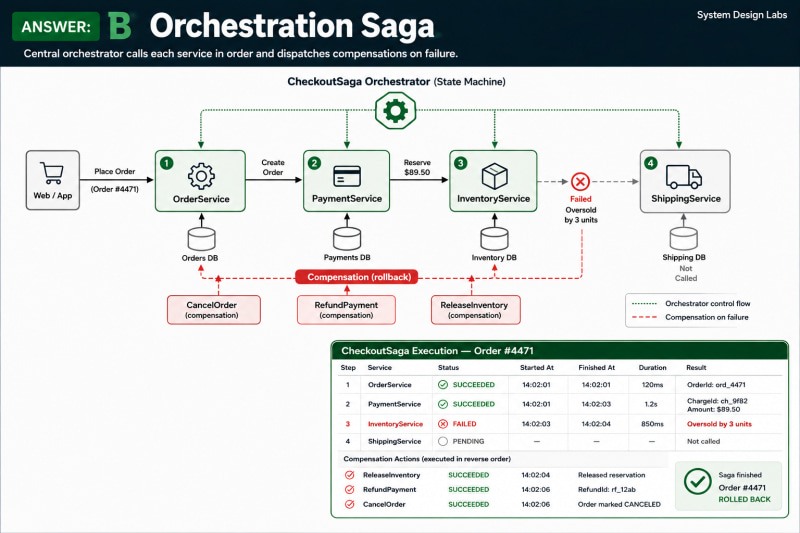 ANSWER: B Orchestration Saga
System Design Labs
Central orchestrator calls each service in order and dispatches compensations on failure.
CheckoutSaga Orchestrator (State Machine)
Web / App
Place Order
(Order #4471)
1
OrderService
Create
Order
2
PaymentService
Reserve
$89.50
3
InventoryService
Failed
Oversold
by 3 units
4
ShippingService
Orders DB
Payments DB
Inventory DB
Shipping DB
Not
Called
Compensation (rollback)
CancelOrder
(compensation)
RefundPayment
(compensation)
ReleaseInventory
(compensation)
Orchestrator control flow
Compensation on failure
CheckoutSaga Execution — Order #4471
Step Service Status Started At Finished At Duration Result
1 OrderService SUCCEEDED 14:02:01 14:02:01 120ms OrderId: ord_4471
2 PaymentService SUCCEEDED 14:02:01 14:02:03 1.2s ChargeId: ch_9f82
Amount: $89.50
3 InventoryService FAILED 14:02:03 14:02:04 850ms Oversold by 3 units
4 ShippingService PENDING — — — Not called
Compensation Actions (executed in reverse order)
ReleaseInventory SUCCEEDED 14:02:04 Released reservation
RefundPayment SUCCEEDED 14:02:06 RefundId: rf_12ab
CancelOrder SUCCEEDED 14:02:06 Order marked CANCELED
Saga finished
Order #4471
ROLLED BACK